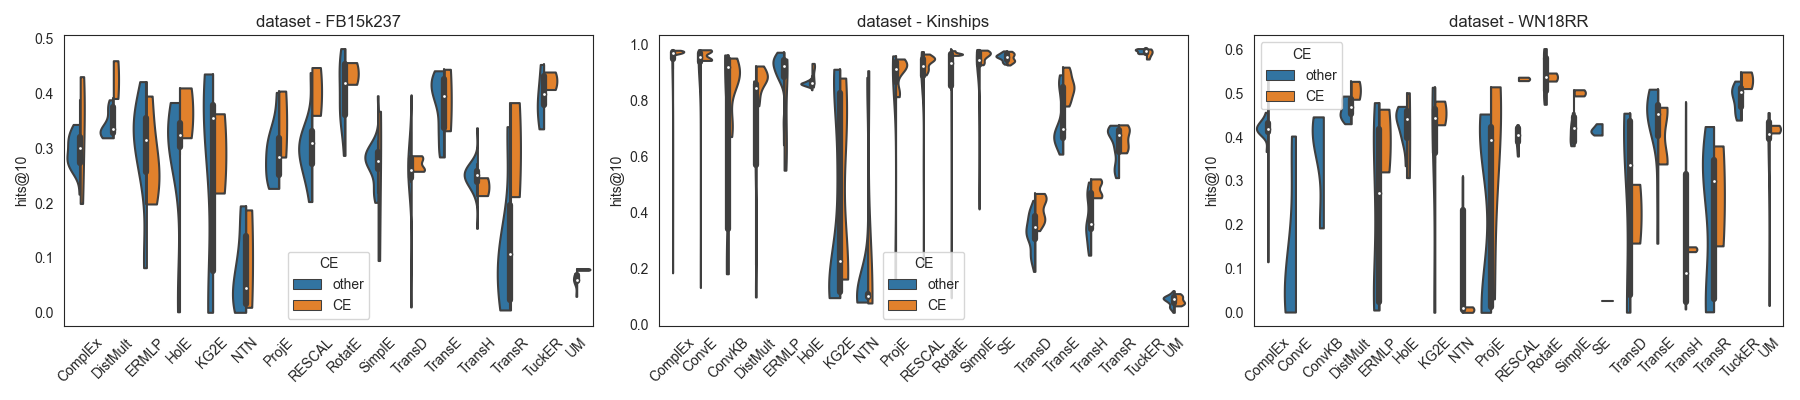 dataset - FB15k237
hits@10
0.5
0.4
0.3
0.2
0.1
0.0
CE
other
CE
ComplEx
DistMult
ERMLP
HolE
KG2E
NTN
ProjE
RESCAL
RotatE
SimplE
TransD
TransE
TransH
TransR
TuckER
UM
dataset - Kinships
hits@10
1.0
0.8
0.6
0.4
0.2
0.0
CE
other
CE
ComplEx
ConvE
ConvKB
DistMult
ERMLP
HolE
KG2E
NTN
ProjE
RESCAL
RotatE
SimplE
SE
TransD
TransE
TransH
TransR
TuckER
UM
dataset - WN18RR
hits@10
0.6
0.5
0.4
0.3
0.2
0.1
0.0
CE
other
CE
ComplEx
ConvE
ConvKB
DistMult
ERMLP
HolE
KG2E
NTN
ProjE
RESCAL
RotatE
SimplE
SE
TransD
TransE
TransH
TransR
TuckER
UM